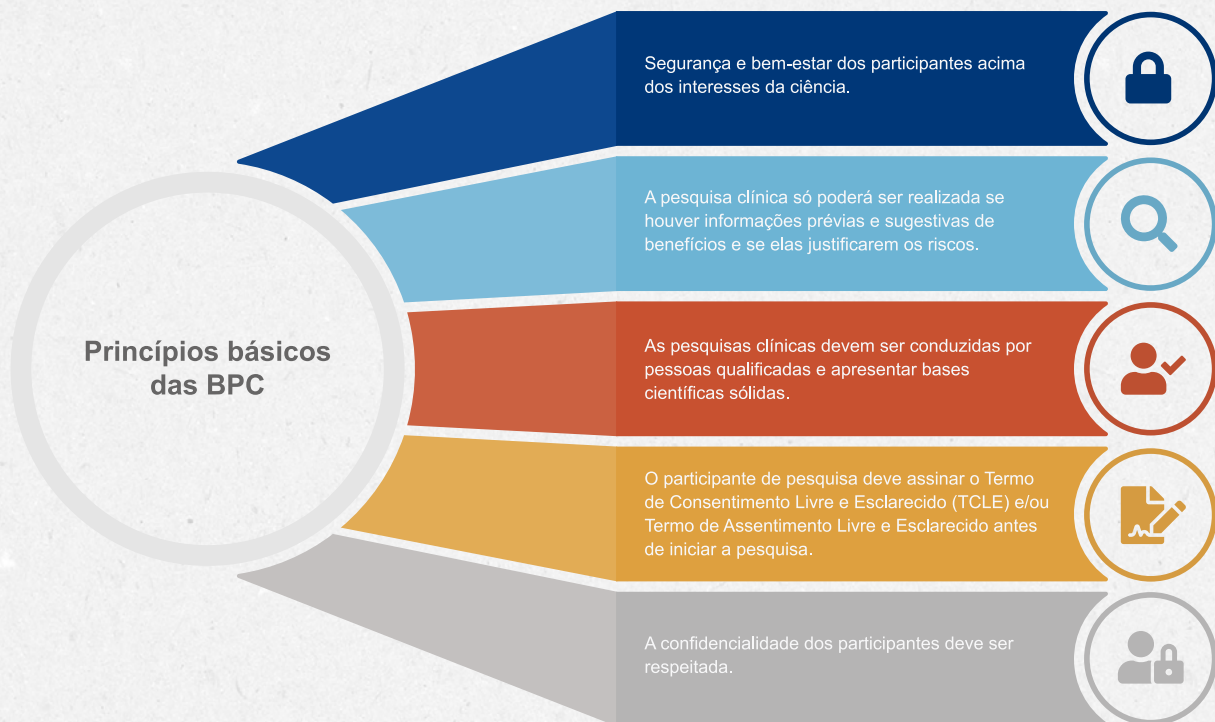 Princípios básicos
das BPC
Segurança e bem-estar dos participantes acima
dos interesses da ciência.
A pesquisa clínica só poderá ser realizada se
houver informações prévias e sugestivas de
benefícios e se elas justificarem os riscos.
As pesquisas clínicas devem ser conduzidas por
pessoas qualificadas e apresentar bases
científicas sólidas.
O participante de pesquisa deve assinar o Termo
de Consentimento Livre e Esclarecido (TCLE) e/ou
Termo de Assentimento Livre e Esclarecido antes
de iniciar a pesquisa.
A confidencialidade dos participantes deve ser
respeitada.